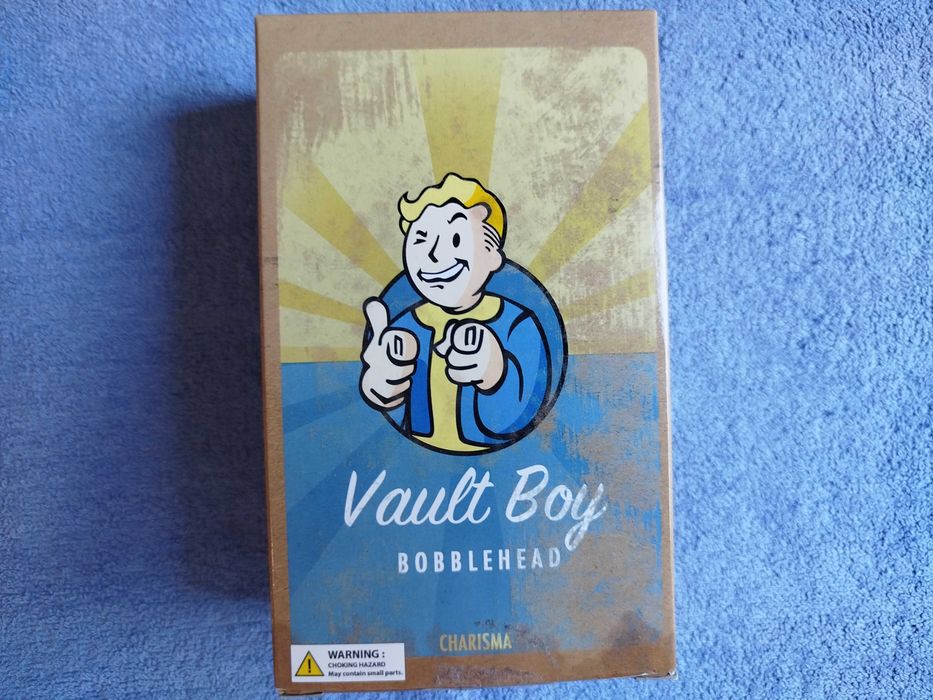 Vault Boy
BOBBLEHEAD
CHARISMA
WARNING :
CHOKING HAZARD
May contain small parts.